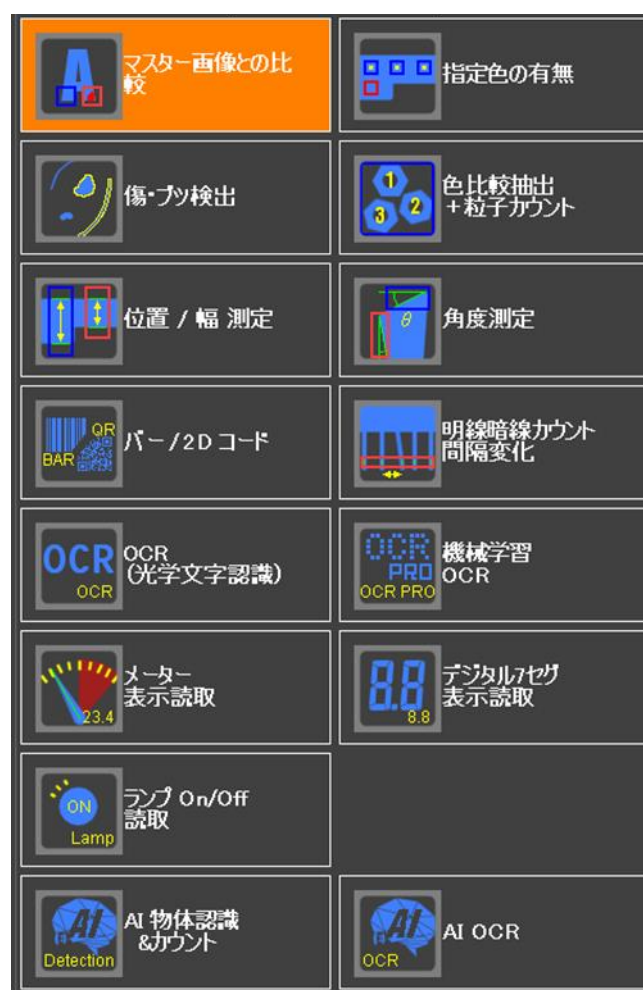 A
マスター画像との比
較
指定色の有無
傷・ブツ検出
1
2
3
色比較抽出
+粒子カウント
位置 / 幅 測定
θ
角度測定
QR
BAR
バー/2D コード
明線暗線カウント
間隔変化
OCR
OCR
OCR
(光学文字認識)
OCR
PRO
OCR PRO
機械学習
OCR
23.4
メーター
表示読取
8.8
8.8
デジタル7セグ
表示読取
ON
Lamp
ランプ On/Off
読取
AI
Detection
AI 物体認識
&カウント
AI
OCR
AI OCR